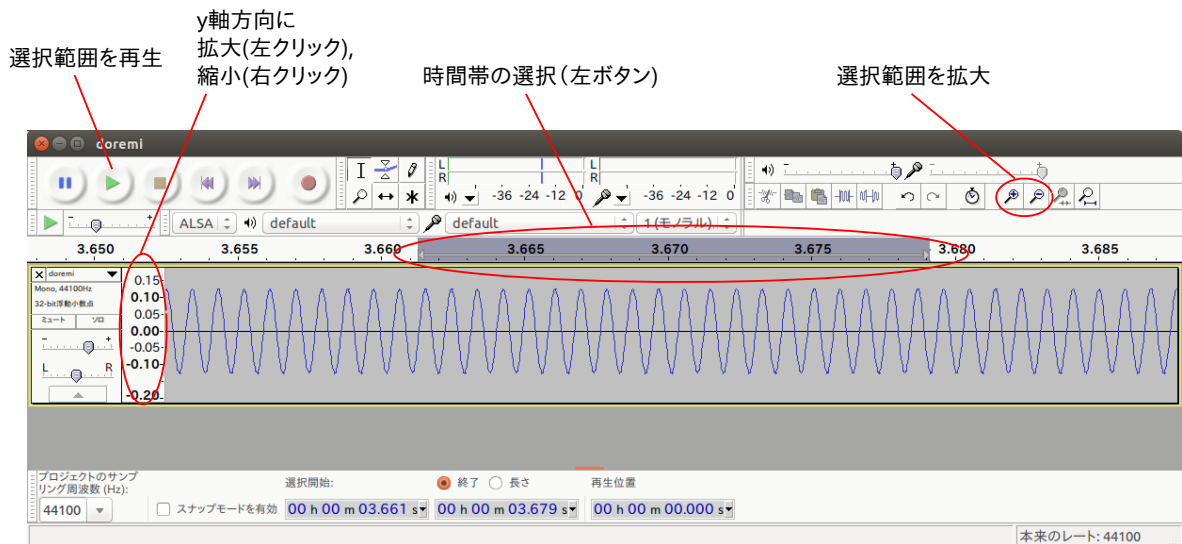 y軸方向に
拡大(左クリック),
縮小(右クリック)
選択範囲を再生
時間帯の選択（左ボタン)
選択範囲を拡大
doremi
L
R
-36 -24 -12 0
L
R
-36 -24 -12 0
ALSA
default
default
1 (モノラル)
3.650 3.655 3.660 3.665 3.670 3.675 3.680 3.685
doremi
Mono, 44100Hz
32-bit浮動小数点
ミュート ソロ
- +
L R
0.15
0.10
0.05
0.00
-0.05
-0.10
-0.20
プロジェクトのサンプ
リング周波数 (Hz):
44100
スナップモードを有効
選択開始:
終了 長さ
再生位置
00 h 00 m 03.661 s
00 h 00 m 03.679 s
00 h 00 m 00.000 s
本来のレート: 44100